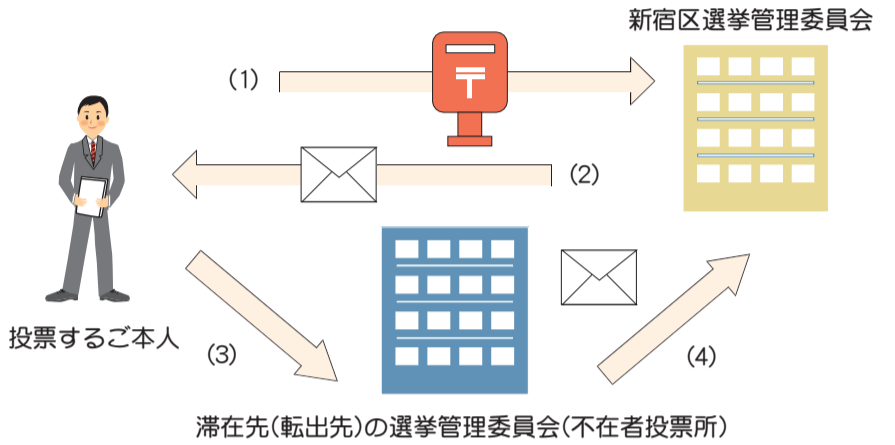 新宿区選挙管理委員会
(1)
(2)
投票するご本人
(3)
(4)
滞在先(転出先)の選挙管理委員会(不在者投票所)